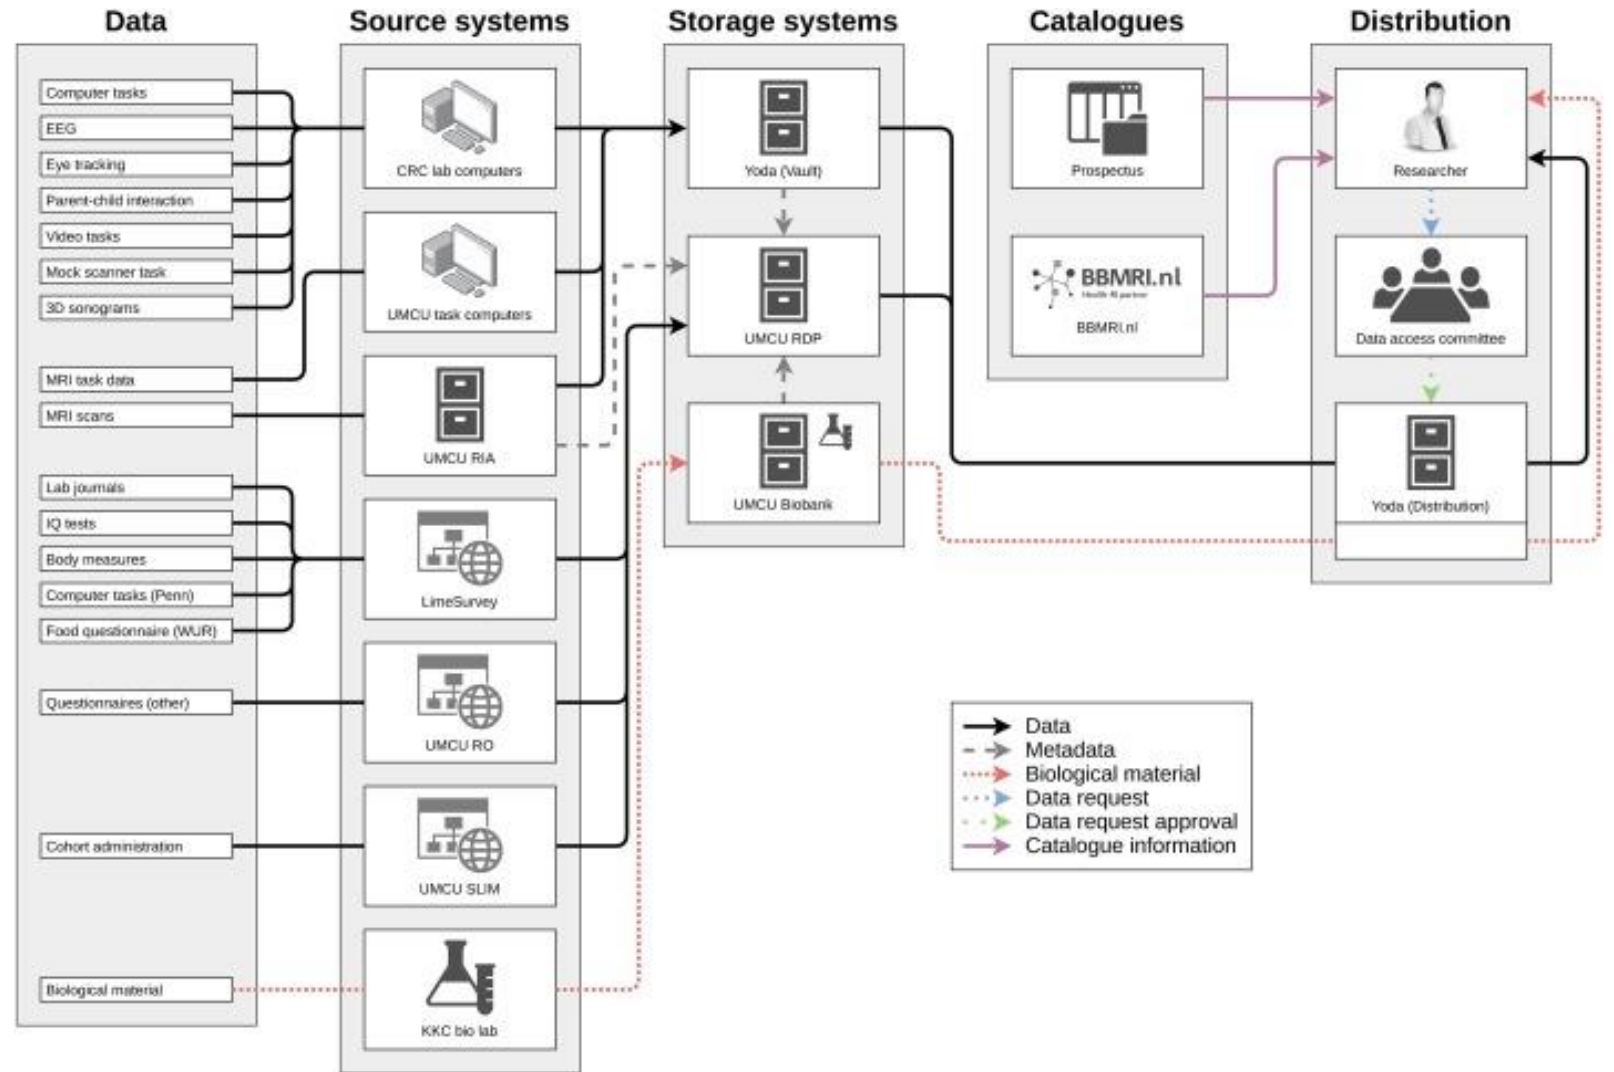 Data
Computer tasks
EEG
Eye tracking
Parent-child interaction
Video tasks
Mock scanner task
3D sonograms
MRI task data
MRI scans
Lab journals
IQ tests
Body measures
Computer tasks (Penn)
Food questionnaire (WUR)
Questionnaires (other)
Cohort administration
Biological material
Source systems
CRC lab computers
UMCU task computers
UMCU RIA
LimeSurvey
UMCU RO
UMCU SLIM
KKC bio lab
Storage systems
Yoda (Vault)
UMCU RDP
UMCU Biobank
Catalogues
Prospectus
BBMRI.nl
BBMRI.nl
Distribution
Researcher
Data access committee
Yoda (Distribution)
Data
Metadata
Biological material
Data request
Data request approval
Catalogue information